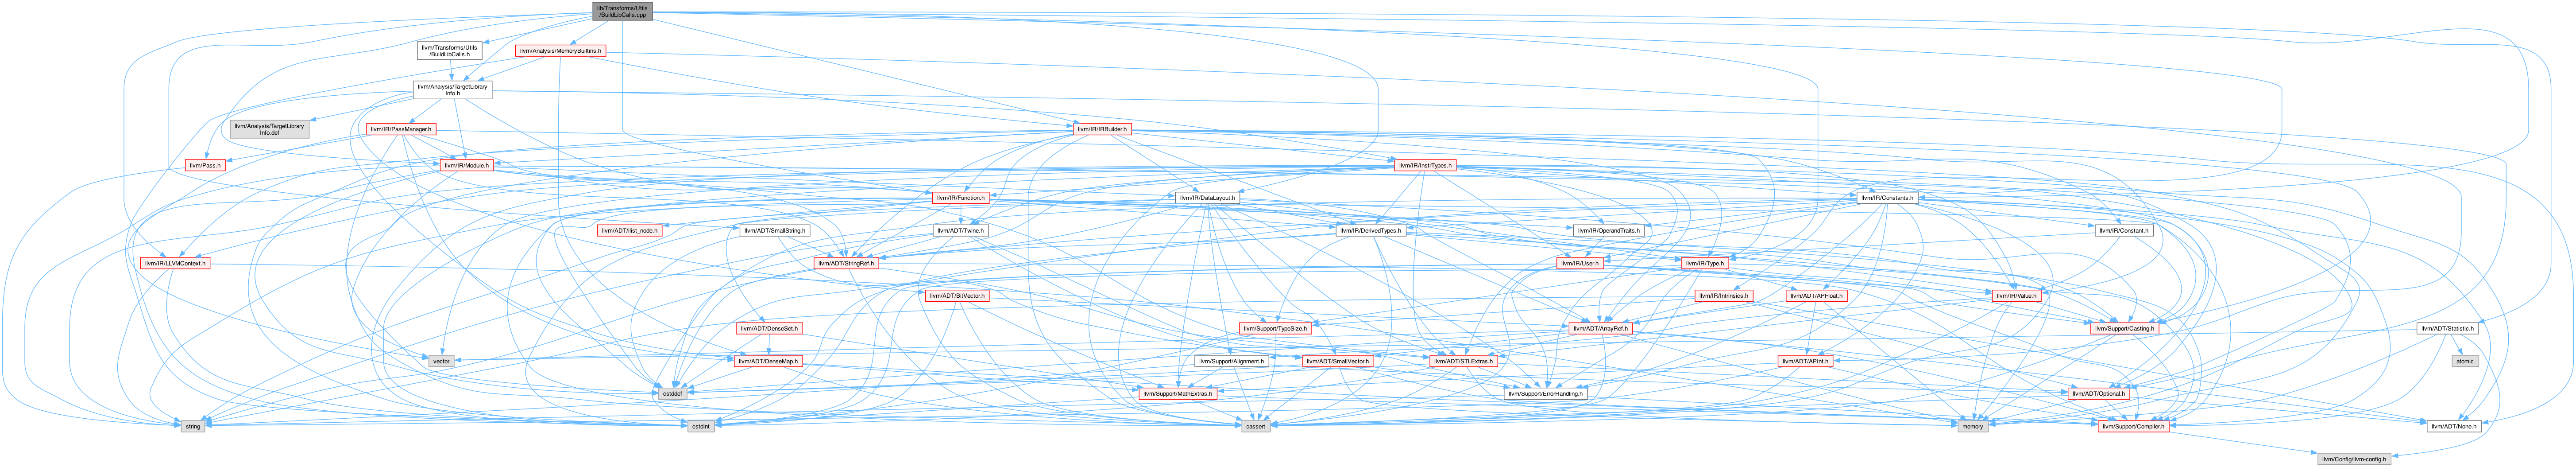 lib/Transforms/Utils
/BuildLibCalls.cpp
llvm/Transforms/Utils
/BuildLibCalls.h
llvm/Analysis/MemoryBuiltins.h
llvm/Analysis/TargetLibrary
Info.h
llvm/Analysis/TargetLibrary
Info.def
llvm/IR/PassManager.h
llvm/IR/IRBuilder.h
llvm/Pass.h
llvm/IR/Module.h
llvm/IR/InstrTypes.h
llvm/IR/Function.h
llvm/IR/DataLayout.h
llvm/IR/Constants.h
llvm/ADT/ilist_node.h
llvm/ADT/SmallString.h
llvm/ADT/Twine.h
llvm/IR/DerivedTypes.h
llvm/IR/OperandTraits.h
llvm/IR/Constant.h
llvm/IR/LLVMContext.h
llvm/ADT/StringRef.h
llvm/IR/User.h
llvm/IR/Type.h
llvm/ADT/BitVector.h
llvm/IR/Intrinsics.h
llvm/ADT/APFloat.h
llvm/IR/Value.h
llvm/ADT/DenseSet.h
llvm/Support/TypeSize.h
llvm/ADT/ArrayRef.h
llvm/Support/Casting.h
llvm/ADT/Statistic.h
vector
llvm/ADT/DenseMap.h
llvm/Support/Alignment.h
llvm/ADT/SmallVector.h
llvm/ADT/STLExtras.h
llvm/ADT/APInt.h
atomic
cstddef
llvm/Support/MathExtras.h
llvm/Support/ErrorHandling.h
llvm/ADT/Optional.h
string
cstdint
cassert
memory
llvm/Support/Compiler.h
llvm/ADT/None.h
llvm/Config/llvm-config.h